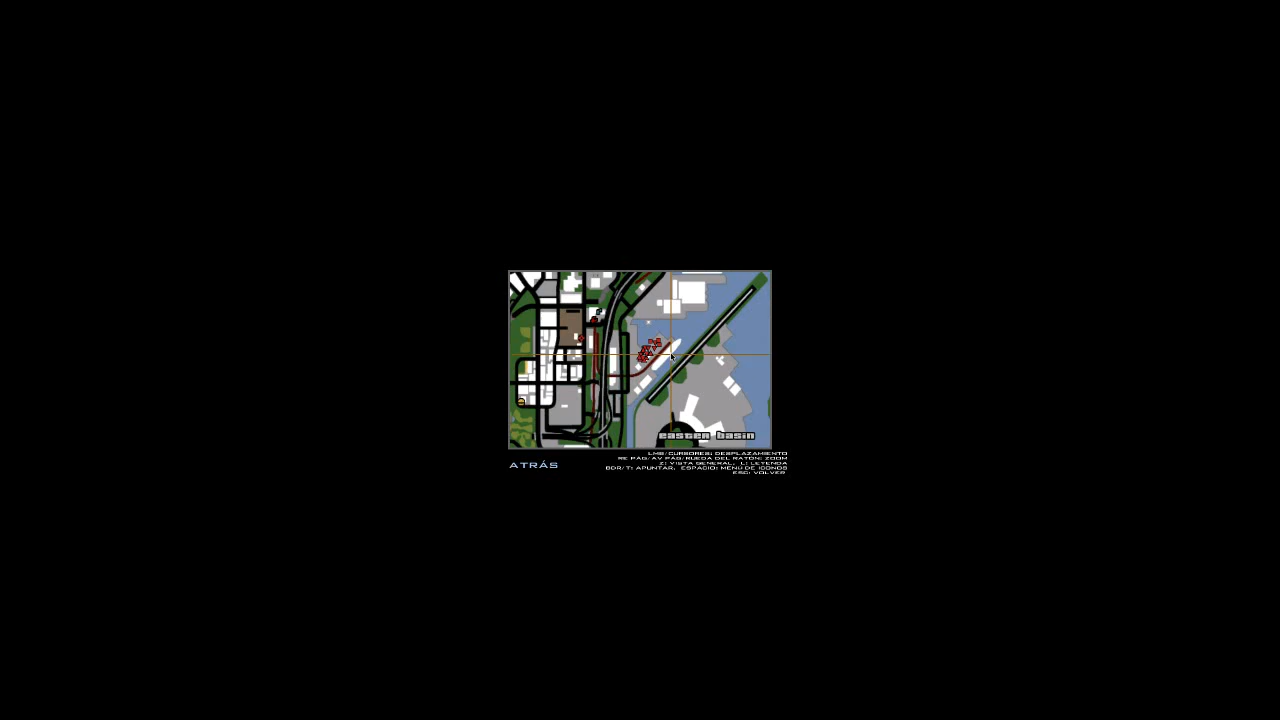 easter basin
LMB/CURSORES: DESPLAZAMIENTO
RE PÁG/AV PÁG/RUEDA DEL RATÓN: ZOOM
Z: VISTA GENERAL, L: LEYENDA
BDR/T: APUNTAR, ESPACIO: MENÚ DE ICONOS
ESC: VOLVER
ATRÁS